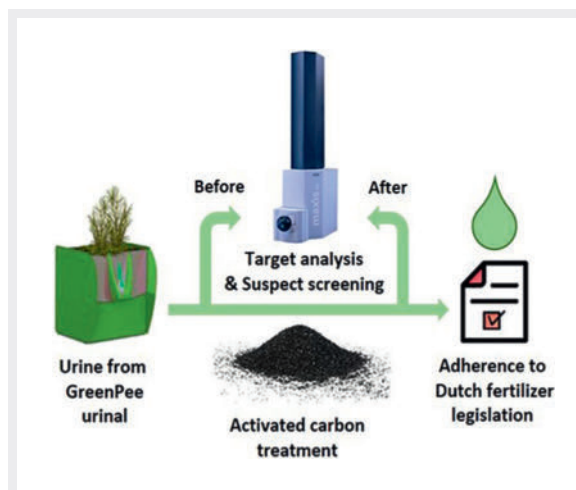 Before
After
Target analysis
& Suspect screening
Urine from
GreenPee
urinal
Activated carbon
treatment
Adherence to
Dutch fertilizer
legislation